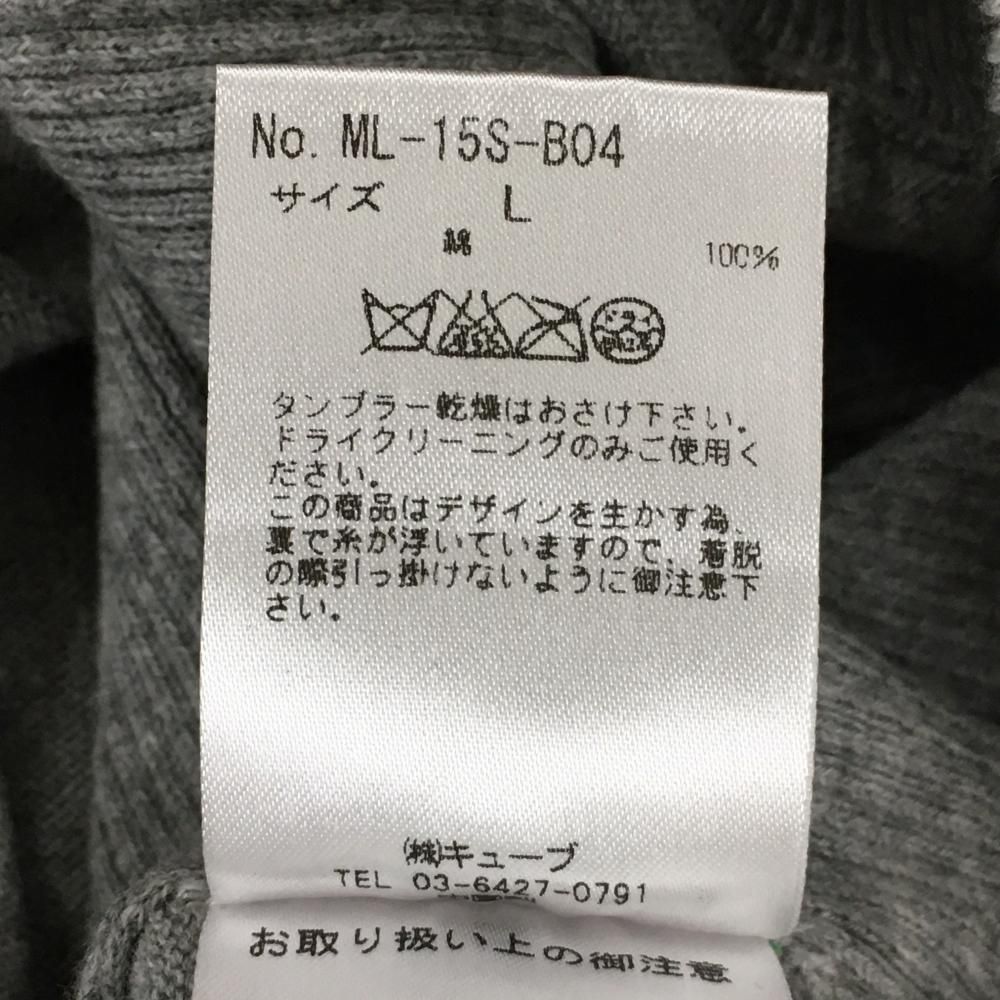 No. ML-15S-B04
サイズ L
綿 100%
ドライ
タンブラー乾燥はおさけ下さい。
ドライクリーニングのみご使用く
ださい。
この商品はデザインを生かす為、
裏で糸が浮いていますので、着脱
の際引っ掛けないように御注意下
さい。
㈱キューブ
TEL 03-6427-0791
お取り扱い上の御注意